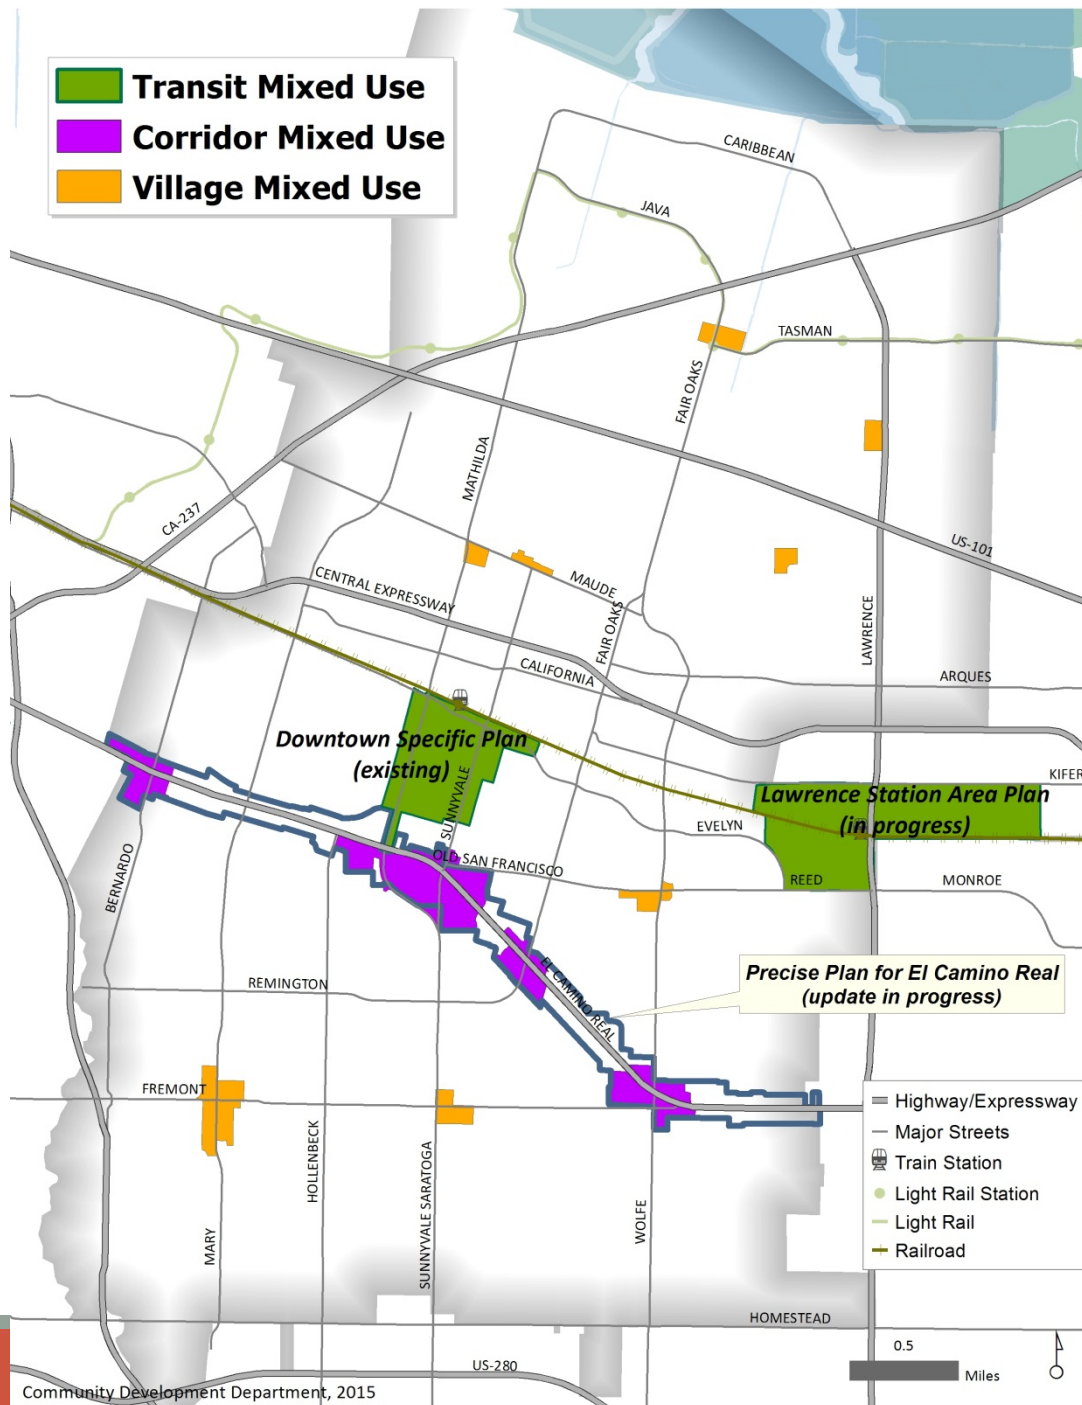 Transit Mixed Use
Corridor Mixed Use
Village Mixed Use
CARIBBEAN
JAVA
TASMAN
FAIR OAKS
MATHILDA
CA-237
US-101
CENTRAL EXPRESSWAY
MAUDE
FAIR OAKS
LAWRENCE
CALIFORNIA
ARQUES
Downtown Specific Plan
(existing)
SUNNYVALE
KIFER
Lawrence Station Area Plan
(in progress)
EVELYN
OLD SAN FRANCISCO
REED
MONROE
BERNARDO
EL CAMINO REAL
Precise Plan for El Camino Real
(update in progress)
REMINGTON
FREMONT
HOLLENBECK
SUNNYVALE SARATOGA
MARY
WOLFE
Highway/Expressway
Major Streets
Train Station
Light Rail Station
Light Rail
Railroad
HOMESTEAD
US-280
0.5
Miles
Community Development Department, 2015